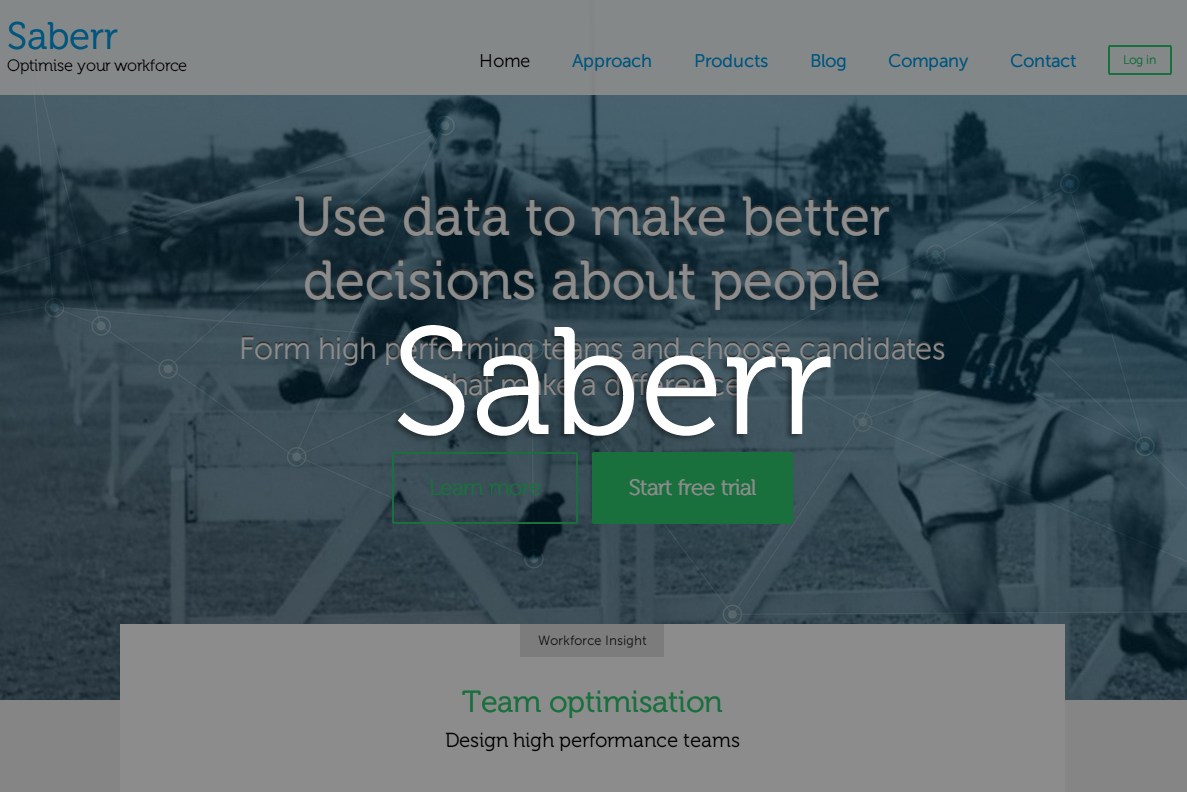 Saberr
Optimise your workforce
Home Approach Products Blog Company Contact Log in
Use data to make better
decisions about people
Form high performing teams and choose candidates
that make a difference
Saberr
Learn more Start free trial
405
Workforce Insight
Team optimisation
Design high performance teams